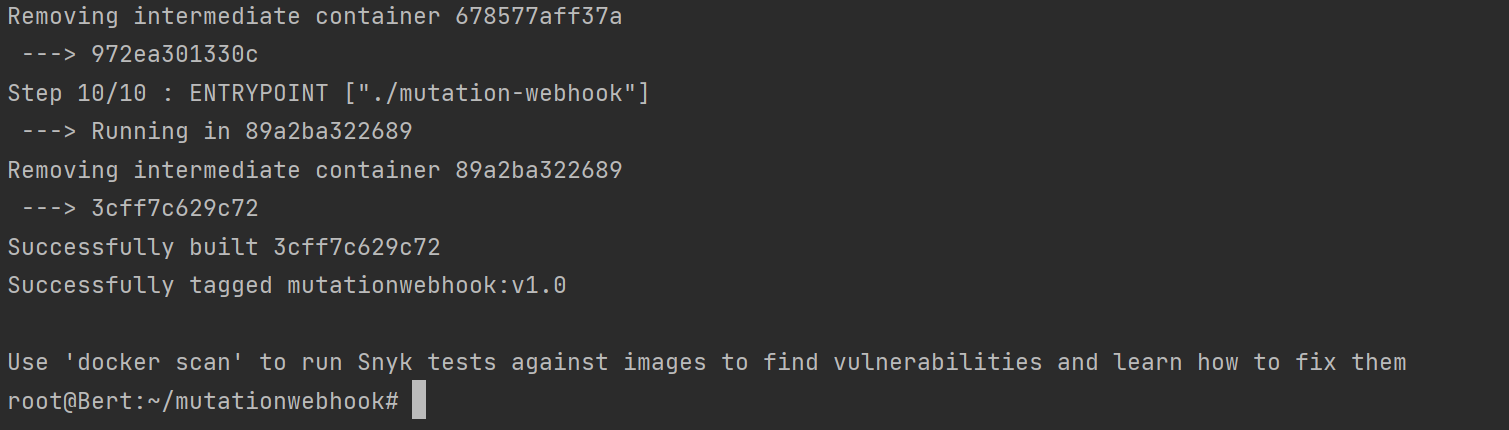 Removing intermediate container 678577aff37a
 ---> 972ea301330c
Step 10/10 : ENTRYPOINT ["./mutation-webhook"]
 ---> Running in 89a2ba322689
Removing intermediate container 89a2ba322689
 ---> 3cff7c629c72
Successfully built 3cff7c629c72
Successfully tagged mutationwebhook:v1.0

Use 'docker scan' to run Snyk tests against images to find vulnerabilities and learn how to fix them
root@Bert:~/mutationwebhook#